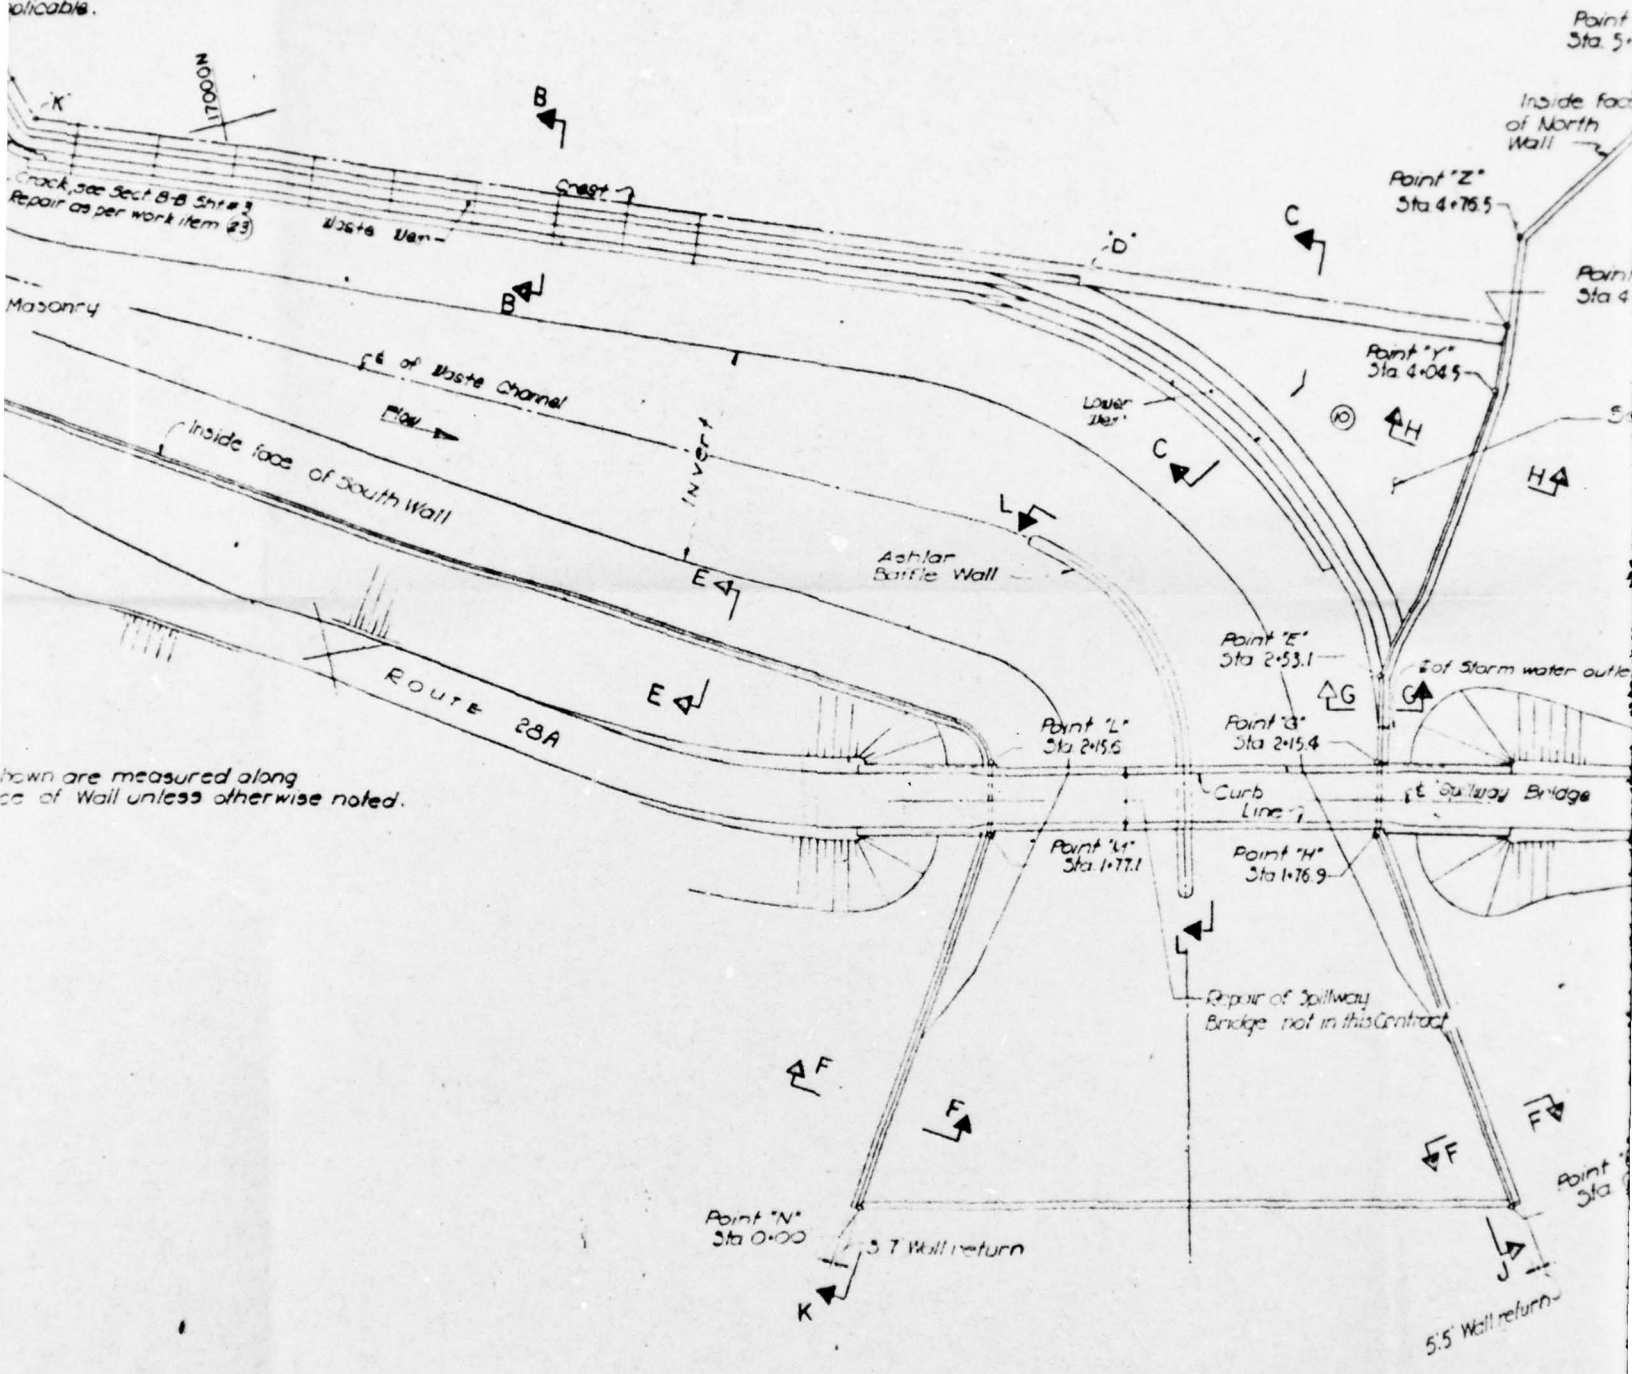 Point
Sta. 5+
"K"
17000N
B
Inside fac
of North
Wall
Point "Z"
Sta 4+76.5
Crack, see Sect B-B Sht # 3
Repair as per work item 23
Crest
Waste Weir
C
"D"
Point
Sta 4
B
Masonry
Point "Y"
Sta 4+04.5
℄ of Waste Channel
Flow
Lower
Weir
10
H
Inside face of South Wall
Invert
C
H
L
Ashlar
Baffle Wall
E
Point "E"
Sta 2+53.1
℄ of Storm water outle
E
G
G
ROUTE 28A
Point "L"
Sta. 2+15.6
Point "G"
Sta 2+15.4
hown are measured along
ce of Wall unless otherwise noted.
Curb
Line
℄ Spillway Bridge
Point "M"
Sta. 1+77.1
Point "H"
Sta 1+76.9
L
Repair of Spillway
Bridge not in this Contract
F
F
F
F
Point
Sta
Point "N"
Sta 0+00
5.7' Wall return
J
K
5.5' Wall return